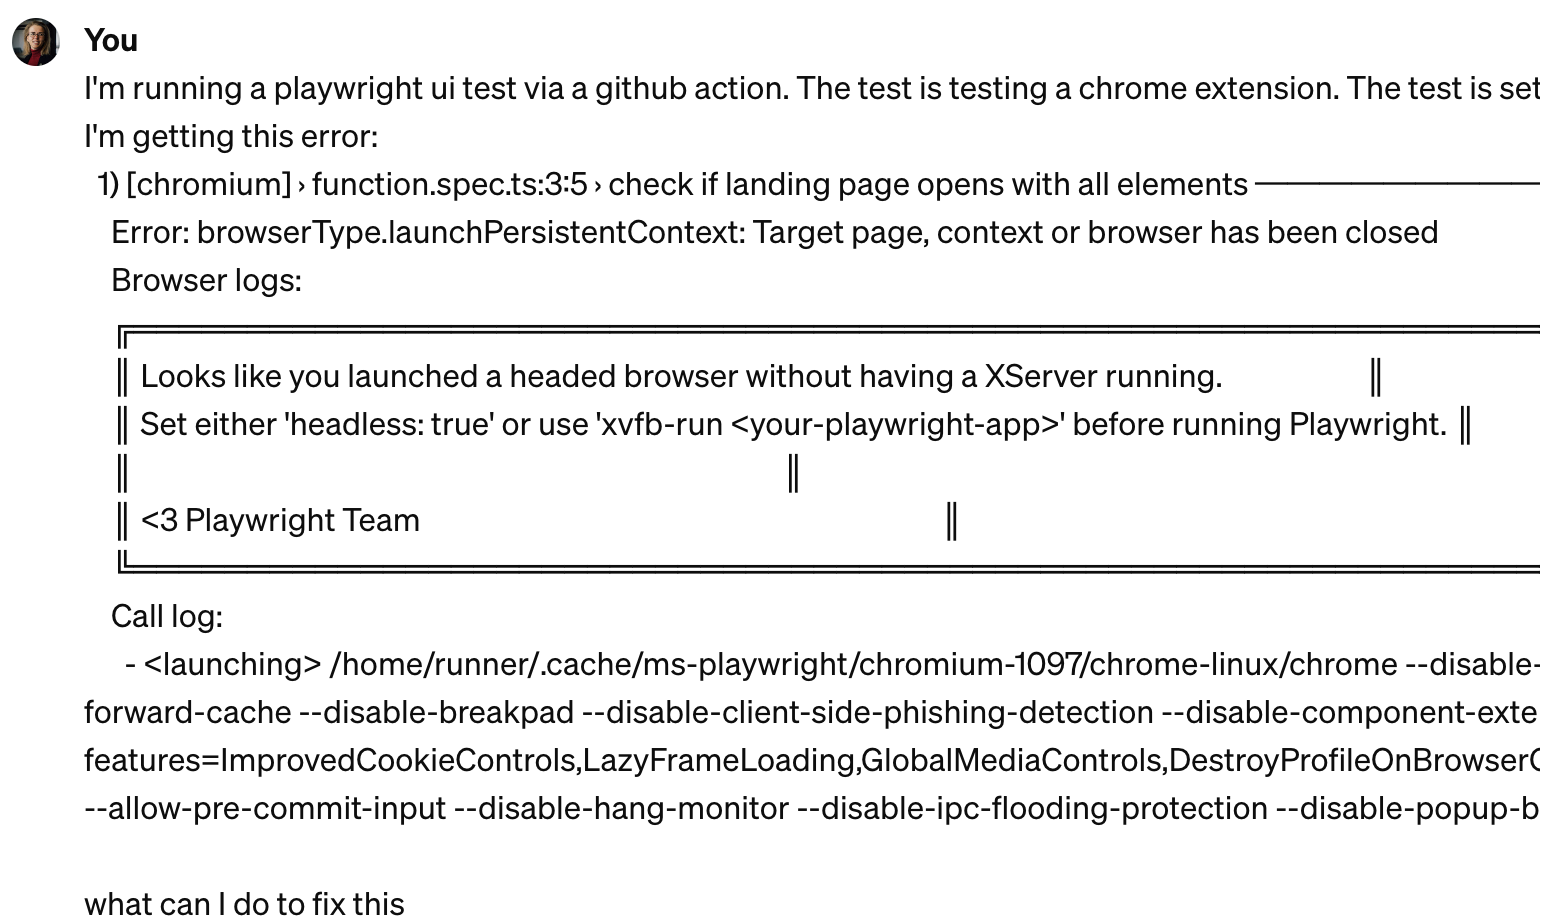 You
I'm running a playwright ui test via a github action. The test is testing a chrome extension. The test is set
I'm getting this error:
1) [chromium] › function.spec.ts:3:5 › check if landing page opens with all elements ─────────
Error: browserType.launchPersistentContext: Target page, context or browser has been closed
Browser logs:
╔══════════════════════════════════════
║ Looks like you launched a headed browser without having a XServer running. ║
║ Set either 'headless: true' or use 'xvfb-run <your-playwright-app>' before running Playwright. ║
║ ║
║ <3 Playwright Team ║
╚══════════════════════════════════════
Call log:
- <launching> /home/runner/.cache/ms-playwright/chromium-1097/chrome-linux/chrome --disable-
forward-cache --disable-breakpad --disable-client-side-phishing-detection --disable-component-exte
features=ImprovedCookieControls,LazyFrameLoading,GlobalMediaControls,DestroyProfileOnBrowserC
--allow-pre-commit-input --disable-hang-monitor --disable-ipc-flooding-protection --disable-popup-b
what can I do to fix this